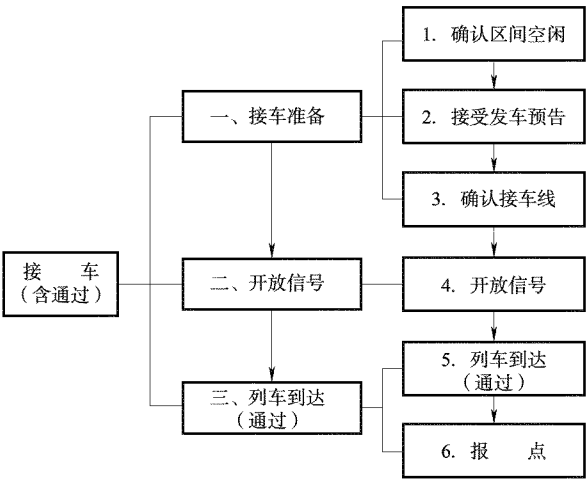 接 车
（含通过）
一、接车准备
二、开放信号
三、列车到达
（通过）
1. 确认区间空闲
2. 接受发车预告
3. 确认接车线
4. 开放信号
5. 列车到达
（通过）
6. 报 点